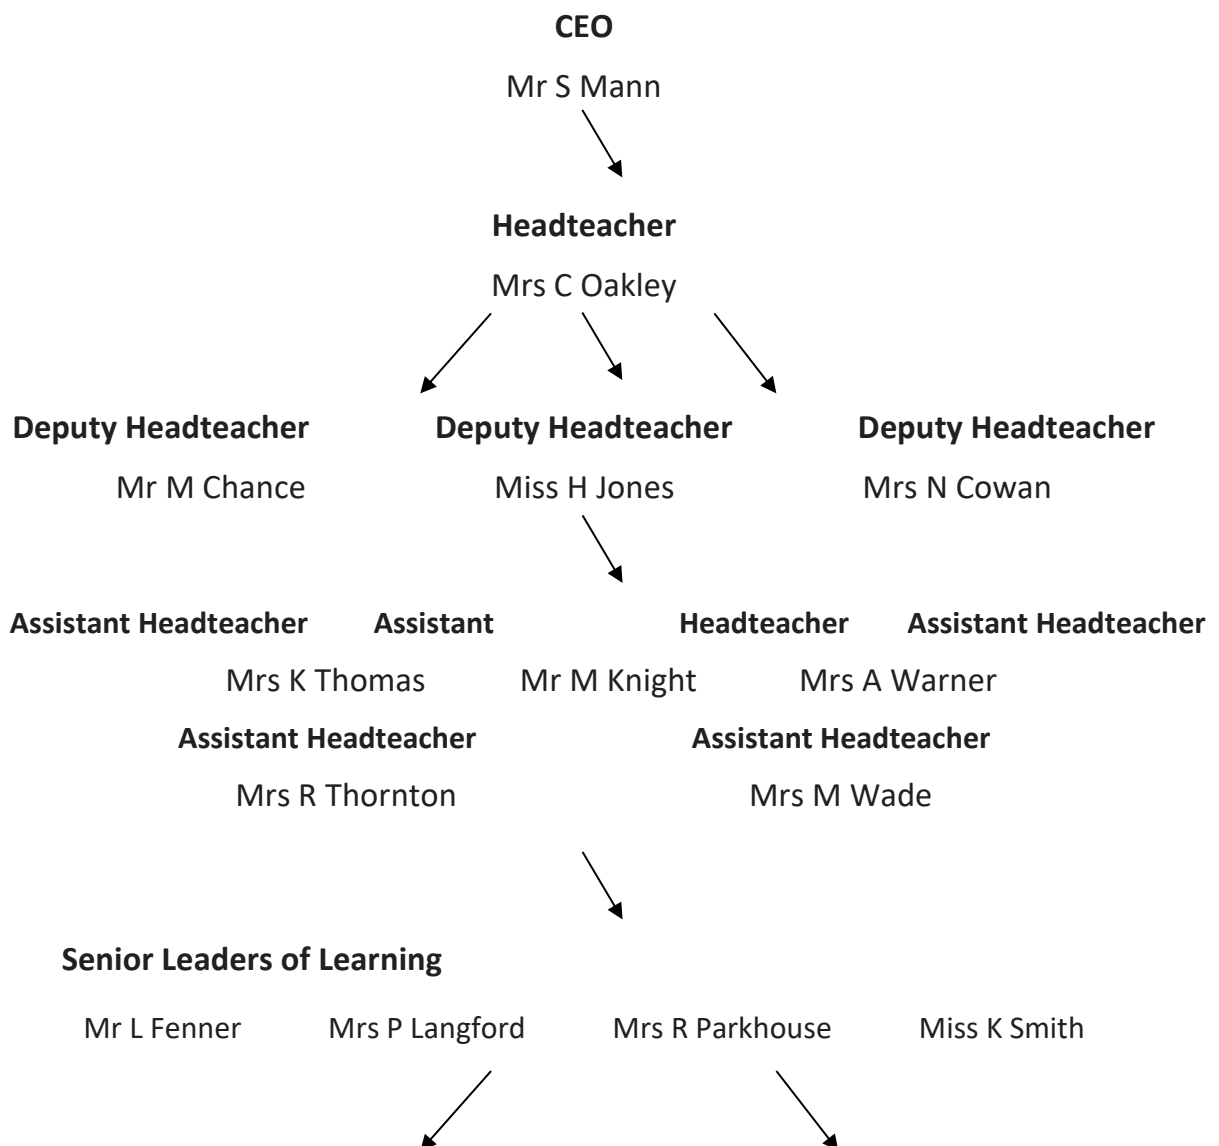 CEO
Mr S Mann
Headteacher
Mrs C Oakley
Deputy Headteacher Deputy Headteacher Deputy Headteacher
Mr M Chance Miss H Jones Mrs N Cowan
Assistant Headteacher Assistant Headteacher Assistant Headteacher
Mrs K Thomas Mr M Knight Mrs A Warner
Assistant Headteacher Assistant Headteacher
Mrs R Thornton Mrs M Wade
Senior Leaders of Learning
Mr L Fenner Mrs P Langford Mrs R Parkhouse Miss K Smith